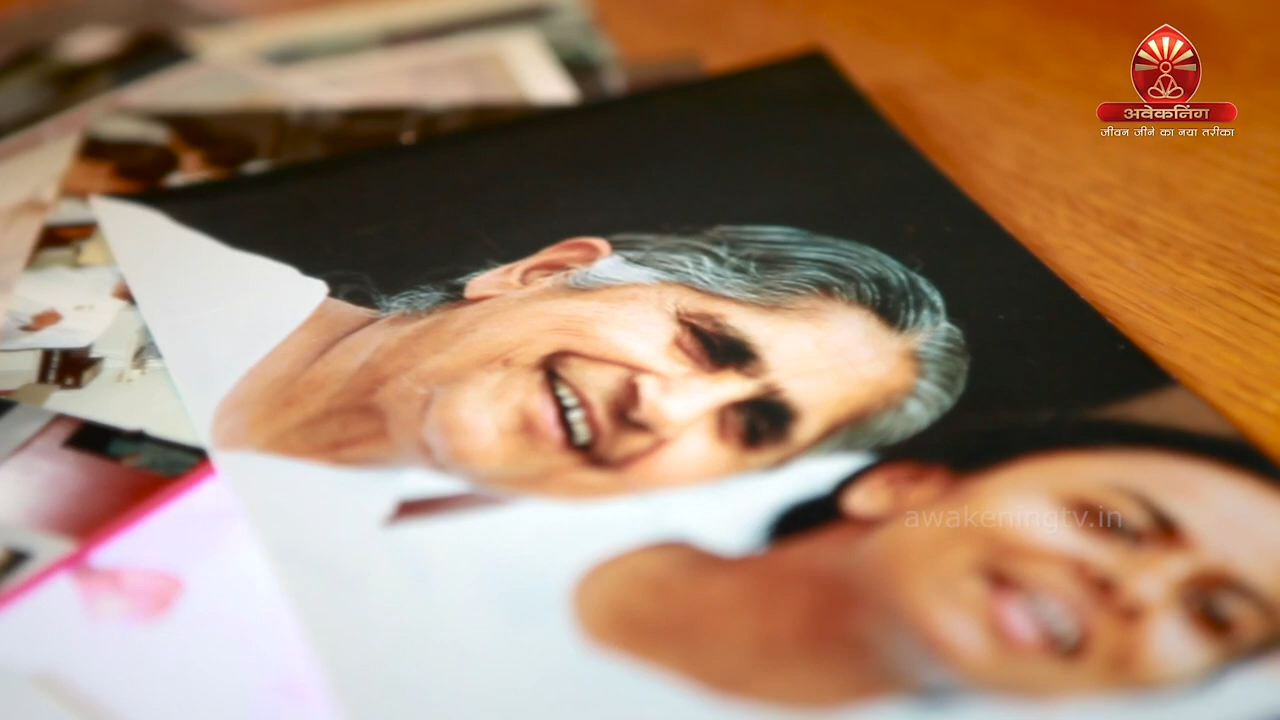 अवेकनिंग
जीवन जीने का नया तरीका
awakeningtv.in